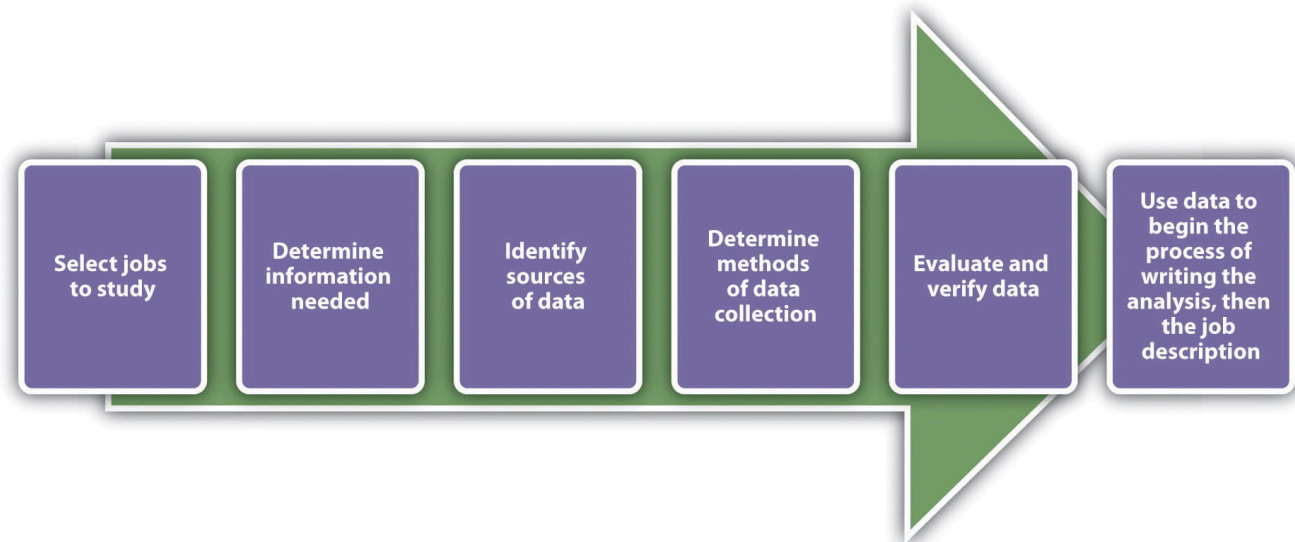 Select jobs
to study
Determine
information
needed
Identify
sources
of data
Determine
methods
of data
collection
Evaluate and
verify data
Use data to
begin the
process of
writing the
analysis, then
the job
description